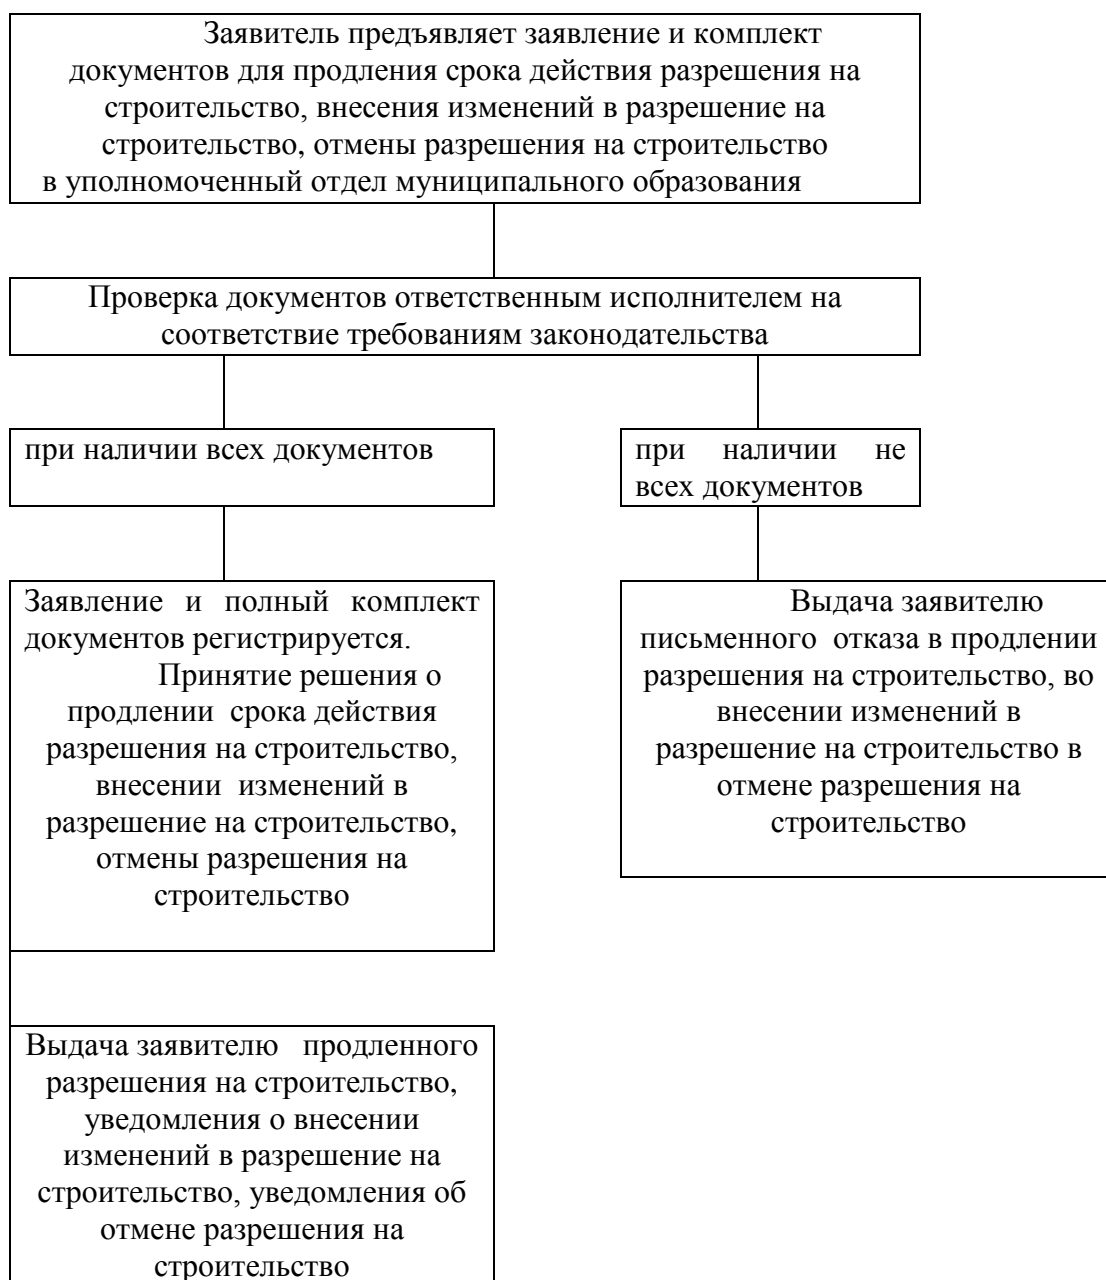 Заявитель предъявляет заявление и комплект
документов для продления срока действия разрешения на
строительство, внесения изменений в разрешение на
строительство, отмены разрешения на строительство
в уполномоченный отдел муниципального образования
Проверка документов ответственным исполнителем на
соответствие требованиям законодательства
при наличии всех документов
при наличии не
всех документов
Заявление и полный комплект
документов регистрируется.
Принятие решения о
продлении срока действия
разрешения на строительство,
внесении изменений в
разрешение на строительство,
отмены разрешения на
строительство
Выдача заявителю
письменного отказа в продлении
разрешения на строительство, во
внесении изменений в
разрешение на строительство в
отмене разрешения на
строительство
Выдача заявителю продленного
разрешения на строительство,
уведомления о внесении
изменений в разрешение на
строительство, уведомления об
отмене разрешения на
строительство